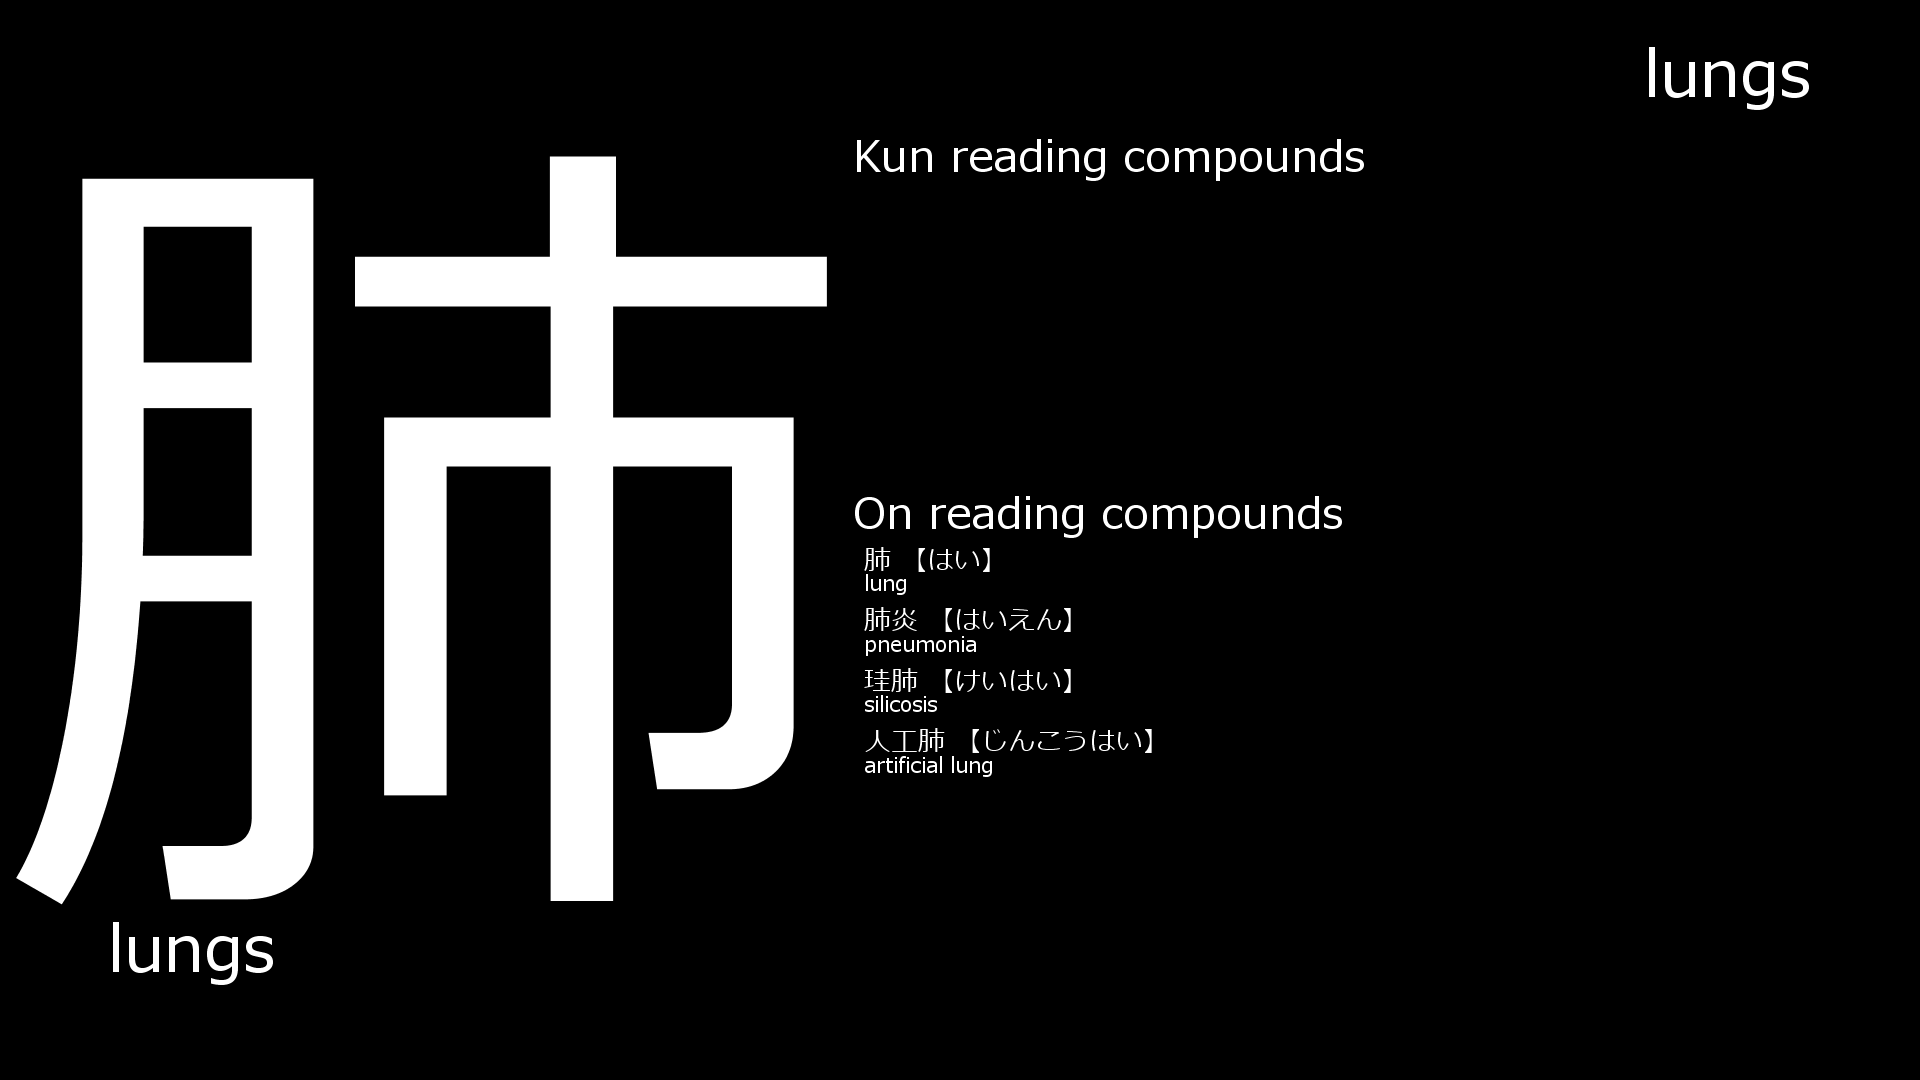 lungs
肺
lungs
Kun reading compounds
On reading compounds
肺 【はい】
lung
肺炎 【はいえん】
pneumonia
珪肺 【けいはい】
silicosis
人工肺 【じんこうはい】
artificial lung